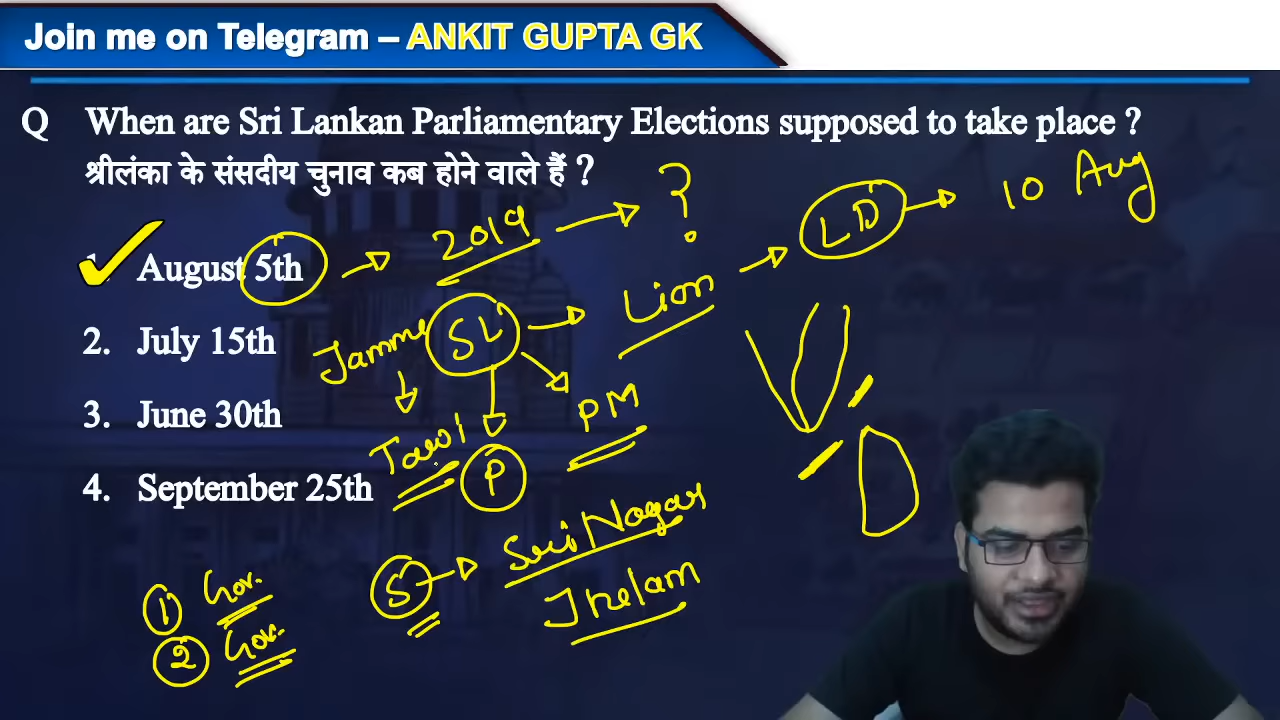 Join me on Telegram – ANKIT GUPTA GK
Q When are Sri Lankan Parliamentary Elections supposed to take place ?
श्रीलंका के संसदीय चुनाव कब होने वाले हैं ?
August 5th
2019
?
LD
10 Aug
2. July 15th
Jammu
SL
Lion
3. June 30th
Tawi
P
PM
4. September 25th
S
Sri Nagar
Jhelam
1 Gov.
2 Gov.